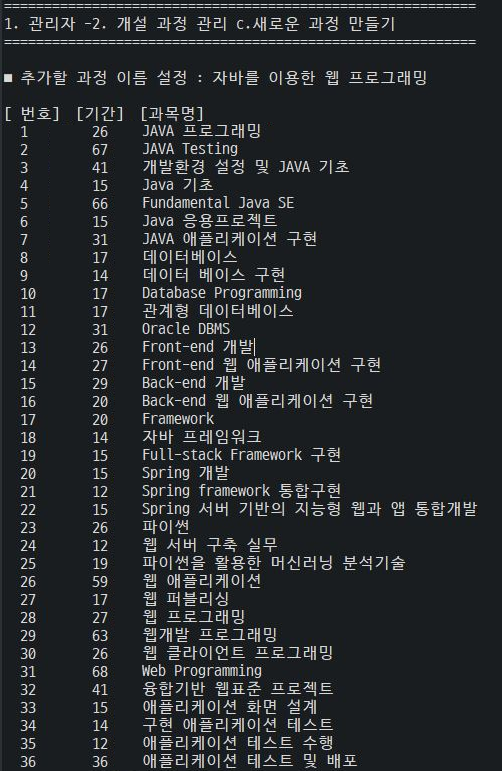 ===========================================================
1. 관리자 -2. 개설 과정 관리 c.새로운 과정 만들기
===========================================================
■ 추가할 과정 이름 설정 : 자바를 이용한 웹 프로그래밍
[ 번호] [기간] [과목명]
1 26 JAVA 프로그래밍
2 67 JAVA Testing
3 41 개발환경 설정 및 JAVA 기초
4 15 Java 기초
5 66 Fundamental Java SE
6 15 Java 응용프로젝트
7 31 JAVA 애플리케이션 구현
8 17 데이터베이스
9 14 데이터 베이스 구현
10 17 Database Programming
11 17 관계형 데이터베이스
12 31 Oracle DBMS
13 26 Front-end 개발
14 27 Front-end 웹 애플리케이션 구현
15 29 Back-end 개발
16 20 Back-end 웹 애플리케이션 구현
17 20 Framework
18 14 자바 프레임워크
19 15 Full-stack Framework 구현
20 15 Spring 개발
21 12 Spring framework 통합구현
22 15 Spring 서버 기반의 지능형 웹과 앱 통합개발
23 26 파이썬
24 12 웹 서버 구축 실무
25 19 파이썬을 활용한 머신러닝 분석기술
26 59 웹 애플리케이션
27 17 웹 퍼블리싱
28 27 웹 프로그래밍
29 63 웹개발 프로그래밍
30 26 웹 클라이언트 프로그래밍
31 68 Web Programming
32 41 융합기반 웹표준 프로젝트
33 15 애플리케이션 화면 설계
34 14 구현 애플리케이션 테스트
35 12 애플리케이션 테스트 수행
36 36 애플리케이션 테스트 및 배포